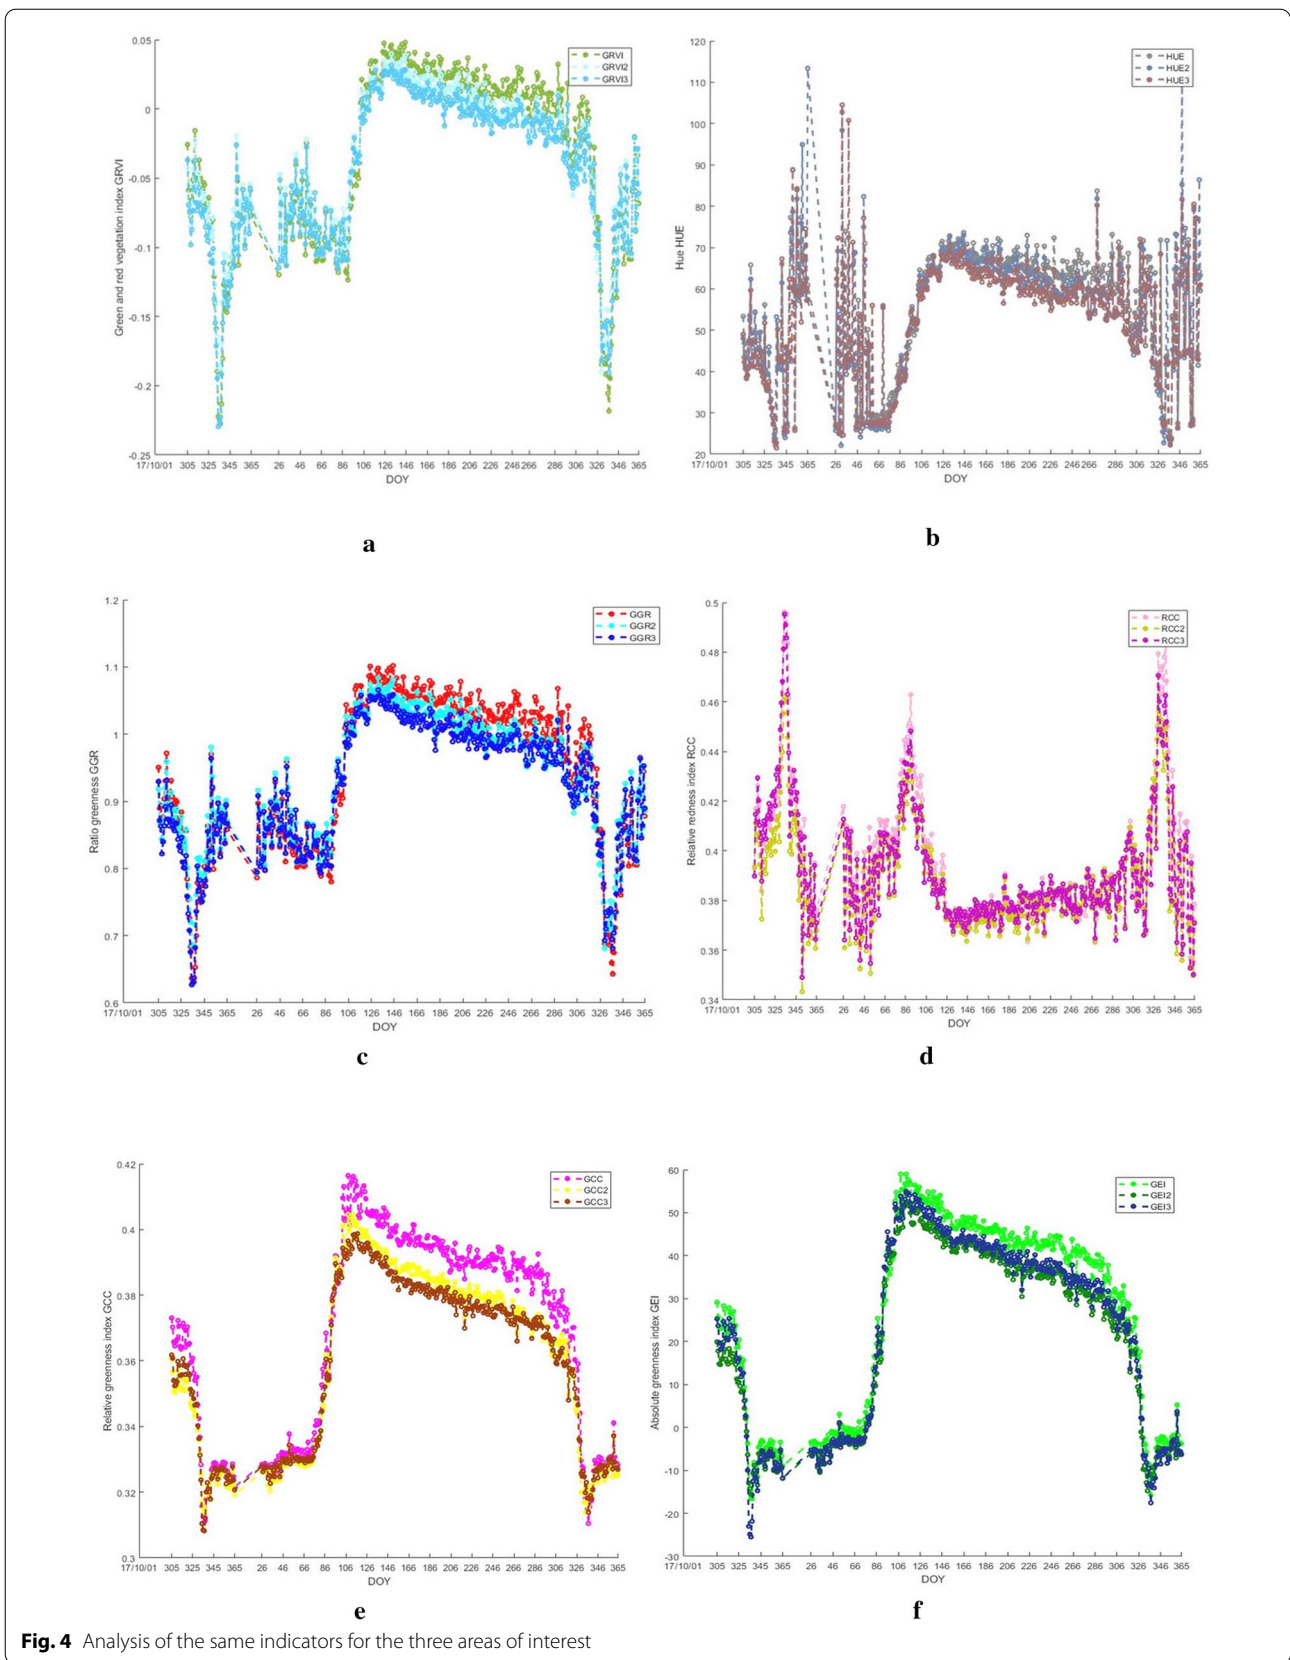 0.05
0
-0.05
-0.1
-0.15
-0.2
-0.25
Green and red vegetation index GRVI
GRVI
GRVI2
GRVI3
17/10/01 305 325 345 365 26 46 66 86 106 126 146 166 186 206 226 246 266 286 306 326 346 365
DOY
a
120
110
100
90
80
70
60
50
40
30
20
Hue HUE
HUE
HUE2
HUE3
17/10/01 305 325 345 365 26 46 66 86 106 126 146 166 186 206 226 246 266 286 306 326 346 365
DOY
b
1.2
1.1
1
0.9
0.8
0.7
0.6
Ratio greenness GGR
GGR
GGR2
GGR3
17/10/01 305 325 345 365 26 46 66 86 106 126 146 166 186 206 226 246 266 286 306 326 346 365
DOY
c
0.5
0.48
0.46
0.44
0.42
0.4
0.38
0.36
0.34
Relative redness index RCC
RCC
RCC2
RCC3
17/10/01 305 325 345 365 26 46 66 86 106 126 146 166 186 206 226 246 266 286 306 326 346 365
DOY
d
0.42
0.4
0.38
0.36
0.34
0.32
0.3
Relative greenness index GCC
GCC
GCC2
GCC3
17/10/01 305 325 345 365 26 46 66 86 106 126 146 166 186 206 226 246 266 286 306 326 346 365
DOY
e
60
50
40
30
20
10
0
-10
-20
-30
Absolute greenness index GEI
GEI
GEI2
GEI3
17/10/01 305 325 345 365 26 46 66 86 106 126 146 166 186 206 226 246 266 286 306 326 346 365
DOY
f
Fig. 4 Analysis of the same indicators for the three areas of interest